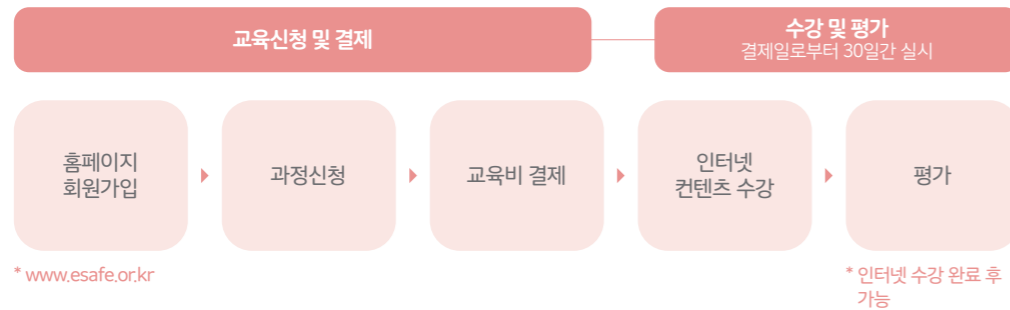 교육신청 및 결제
수강 및 평가
결제일로부터 30일간 실시
홈페이지
회원가입
과정신청
교육비 결제
인터넷
컨텐츠 수강
평가
* www.esafe.or.kr
* 인터넷 수강 완료 후
가능